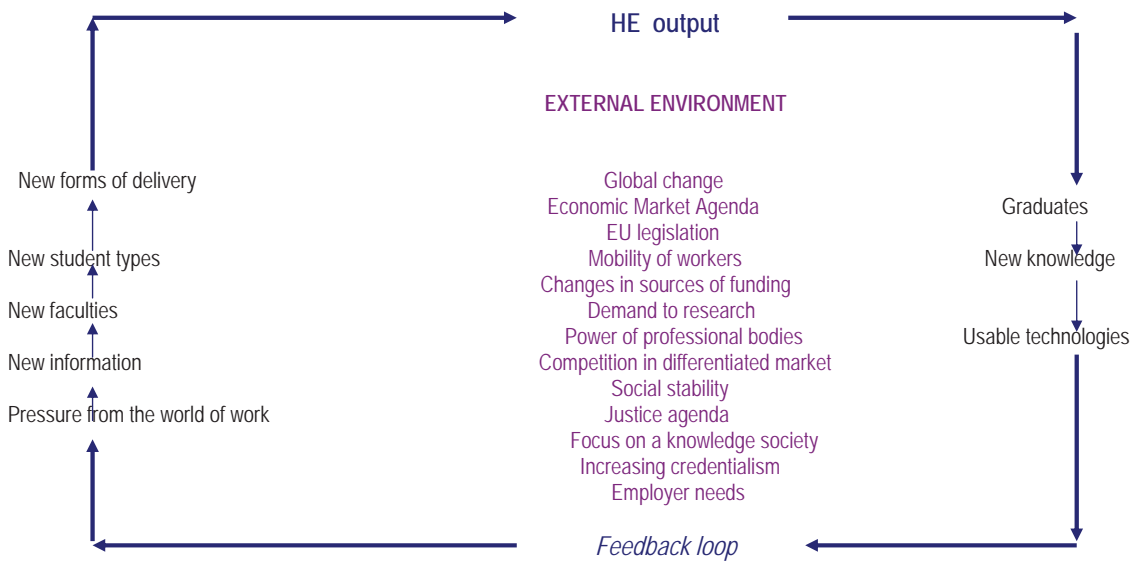 HE output
EXTERNAL ENVIRONMENT
New forms of delivery
New student types
New faculties
New information
Pressure from the world of work
Global change
Economic Market Agenda
EU legislation
Mobility of workers
Changes in sources of funding
Demand to research
Power of professional bodies
Competition in differentiated market
Social stability
Justice agenda
Focus on a knowledge society
Increasing credentialism
Employer needs
Graduates
New knowledge
Usable technologies
Feedback loop